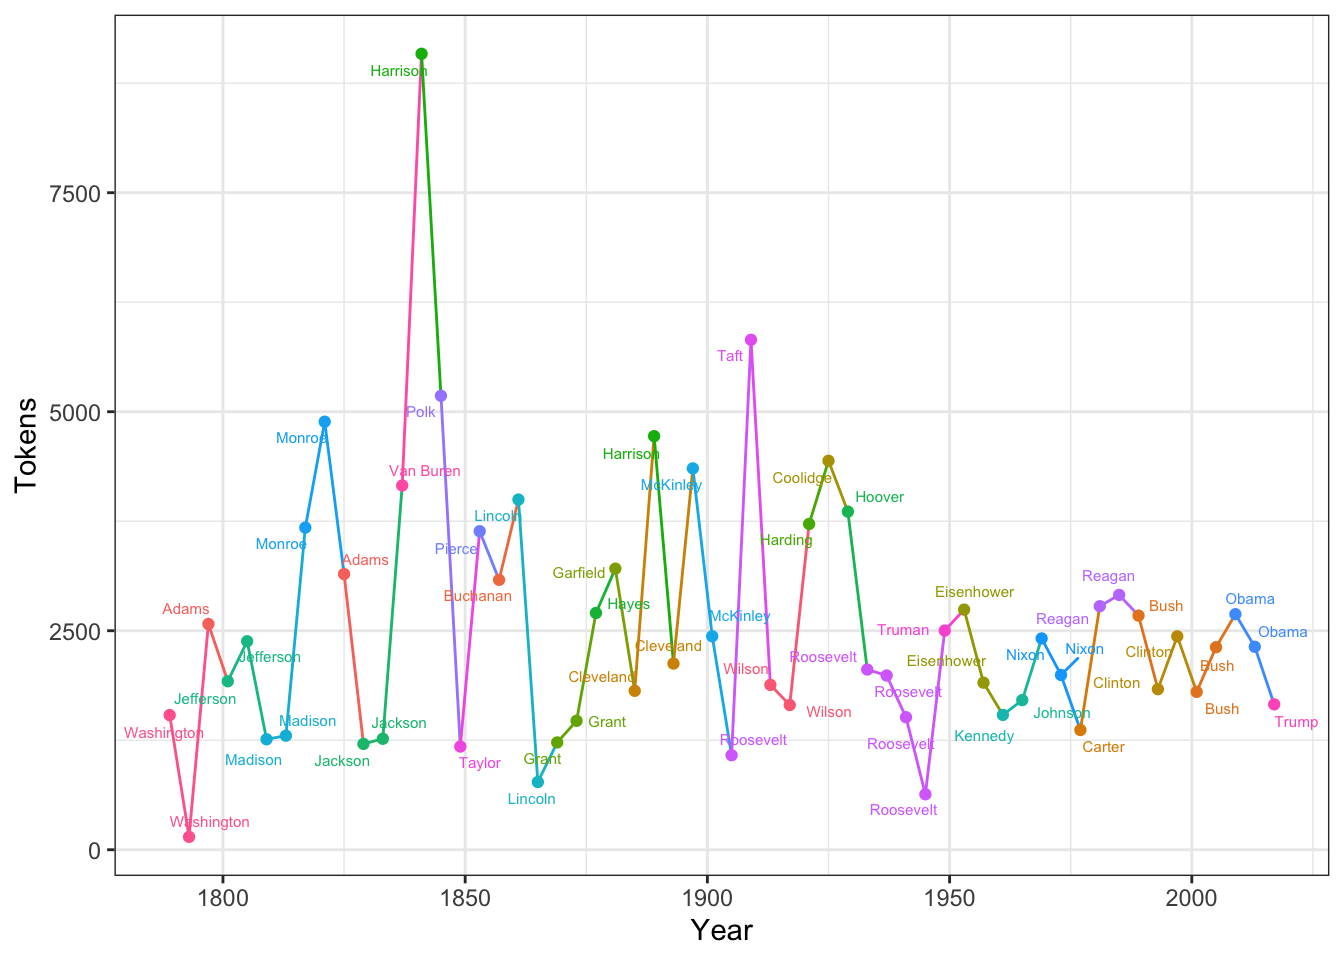 Harrison
7500
Taft
5000
Polk
Monroe
Harrison
Coolidge
Van Buren
McKinley
Hoover
Lincoln
Monroe
Pierce
Harding
Adams
Garfield
Reagan
Buchanan
Hayes
Eisenhower
Obama
Adams
McKinley
Reagan
Bush
2500
Truman
Obama
Jefferson
Cleveland
Roosevelt
Eisenhower
Nixon
Nixon
Clinton
Bush
Jefferson
Cleveland
Wilson
Roosevelt
Clinton
Washington
Madison
Jackson
Grant
Wilson
Johnson
Bush
Trump
Madison
Jackson
Taylor
Grant
Roosevelt
Roosevelt
Kennedy
Carter
Washington
Lincoln
Roosevelt
0
1800
1850
1900
1950
2000
Year
Tokens